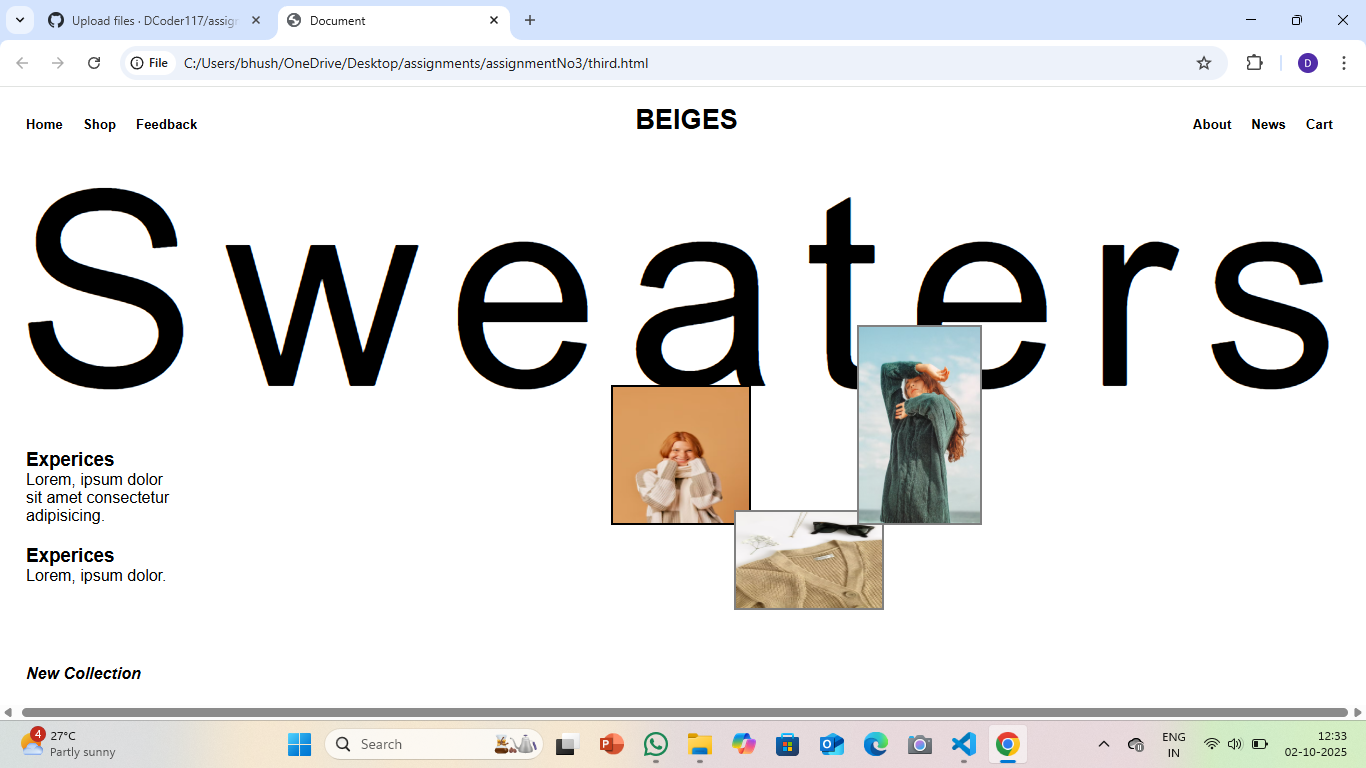 Upload files · DCoder117/assign
Document
File
C:/Users/bhush/OneDrive/Desktop/assignments/assignmentNo3/third.html
D
Home Shop Feedback
BEIGES
About News Cart
Sweaters
Experices
Lorem, ipsum dolor
sit amet consectetur
adipisicing.
Experices
Lorem, ipsum dolor.
New Collection
4
27°C
Partly sunny
Search
ENG
IN
12:33
02-10-2025